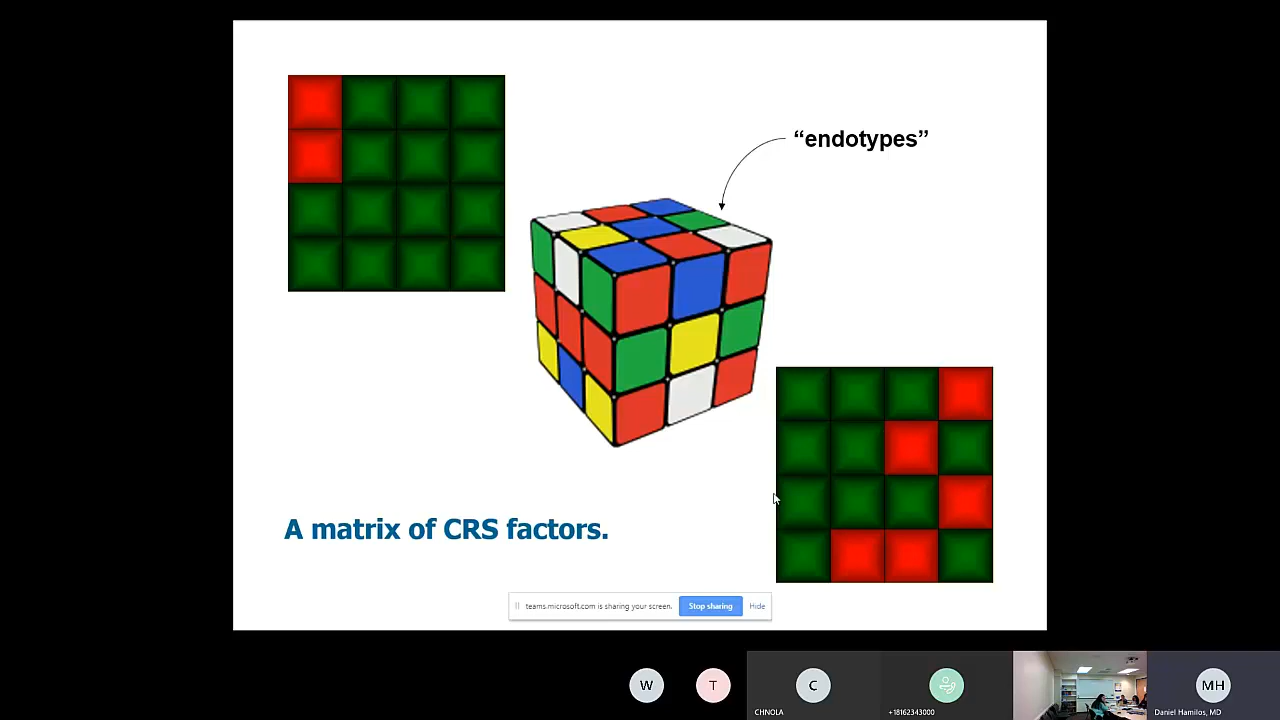 “endotypes”
A matrix of CRS factors.
teams.microsoft.com is sharing your screen.
Stop sharing
Hide
W
T
C
MH
CHNOLA
+18162343000
Daniel Hamilos, MD